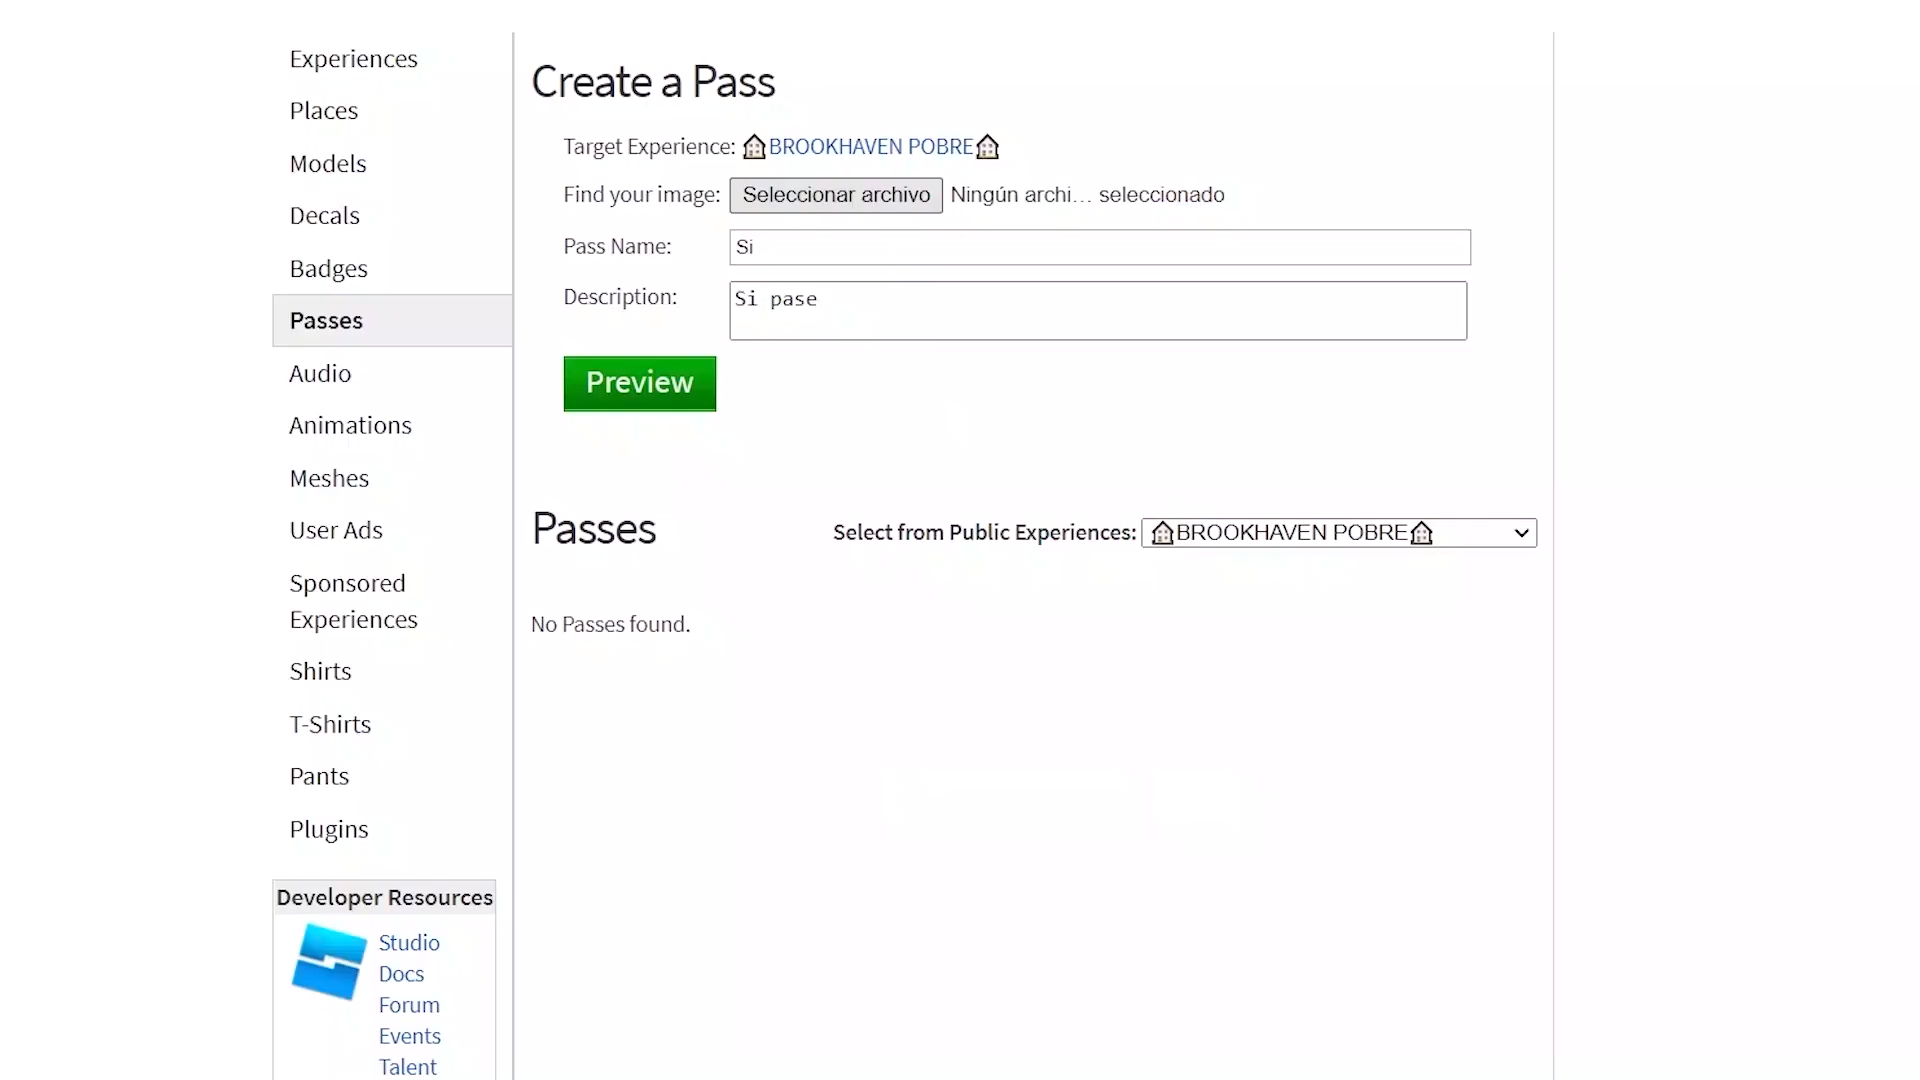 Experiences
Places
Models
Decals
Badges
Passes
Audio
Animations
Meshes
User Ads
Sponsored
Experiences
Shirts
T-Shirts
Pants
Plugins
Developer Resources
Studio
Docs
Forum
Events
Talent
Create a Pass
Target Experience: 🏠BROOKHAVEN POBRE🏠
Find your image: Seleccionar archivo Ningún archi... seleccionado
Pass Name: Si
Description: Si pase
Preview
Passes
Select from Public Experiences: 🏠BROOKHAVEN POBRE🏠
No Passes found.